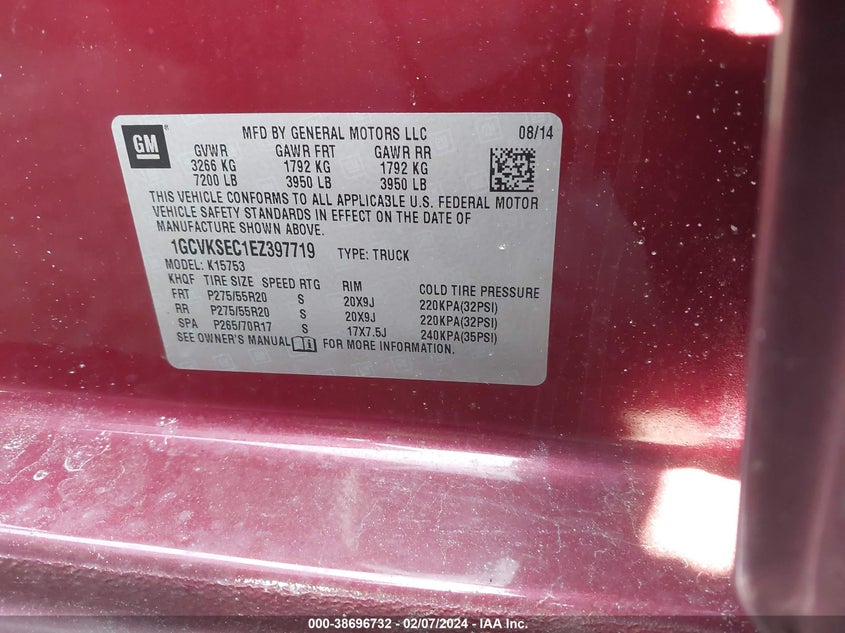 GM
MFD BY GENERAL MOTORS LLC 08/14
GVWR GAWR FRT GAWR RR
3266 KG 1792 KG 1792 KG
7200 LB 3950 LB 3950 LB
THIS VEHICLE CONFORMS TO ALL APPLICABLE U.S. FEDERAL MOTOR
VEHICLE SAFETY STANDARDS IN EFFECT ON THE DATE OF
MANUFACTURE SHOWN ABOVE.
1GCVKSEC1EZ397719 TYPE: TRUCK
MODEL: K15753
KHQF TIRE SIZE SPEED RTG RIM COLD TIRE PRESSURE
FRT P275/55R20 S 20X9J 220KPA(32PSI)
RR P275/55R20 S 20X9J 220KPA(32PSI)
SPA P265/70R17 S 17X7.5J 240KPA(35PSI)
SEE OWNER'S MANUAL FOR MORE INFORMATION.
000-38696732 - 02/07/2024 - IAA Inc.